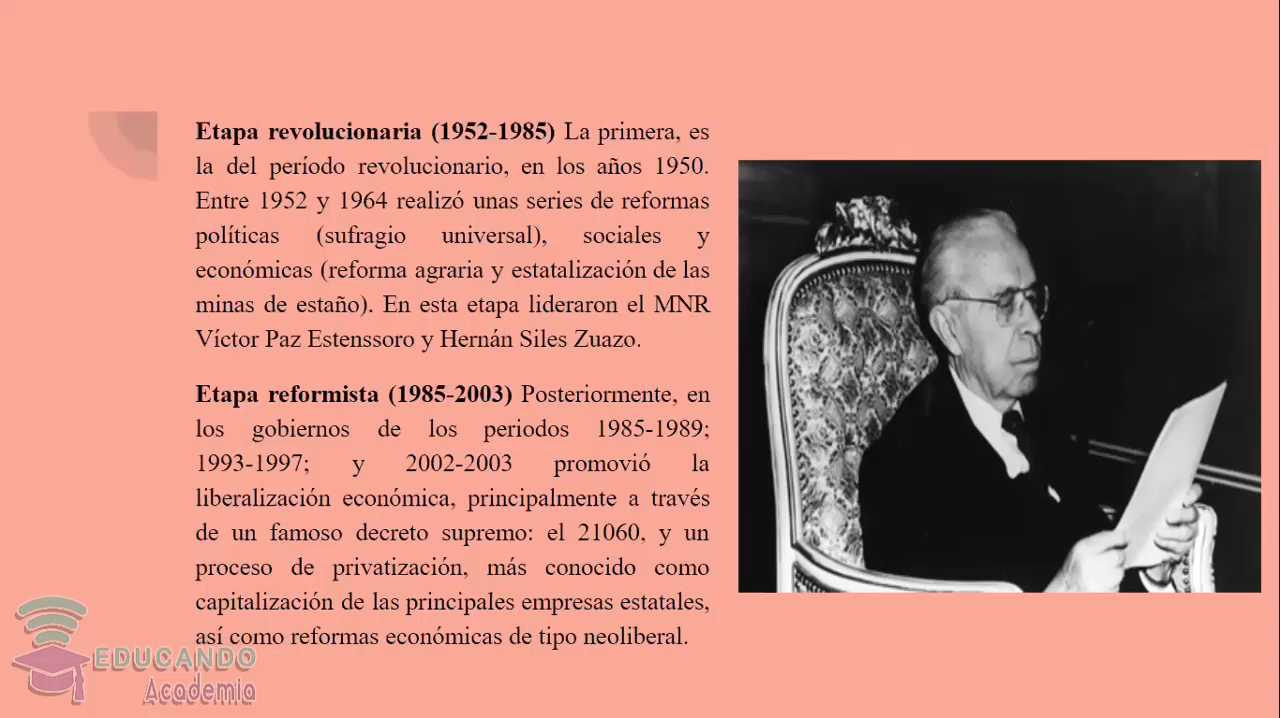 Etapa revolucionaria (1952-1985) La primera, es
la del período revolucionario, en los años 1950.
Entre 1952 y 1964 realizó unas series de reformas
políticas (sufragio universal), sociales y
económicas (reforma agraria y estatalización de las
minas de estaño). En esta etapa lideraron el MNR
Víctor Paz Estenssoro y Hernán Siles Zuazo.
Etapa reformista (1985-2003) Posteriormente, en
los gobiernos de los periodos 1985-1989;
1993-1997; y 2002-2003 promovió la
liberalización económica, principalmente a través
de un famoso decreto supremo: el 21060, y un
proceso de privatización, más conocido como
capitalización de las principales empresas estatales,
así como reformas económicas de tipo neoliberal.
EDUCANDO
Academia